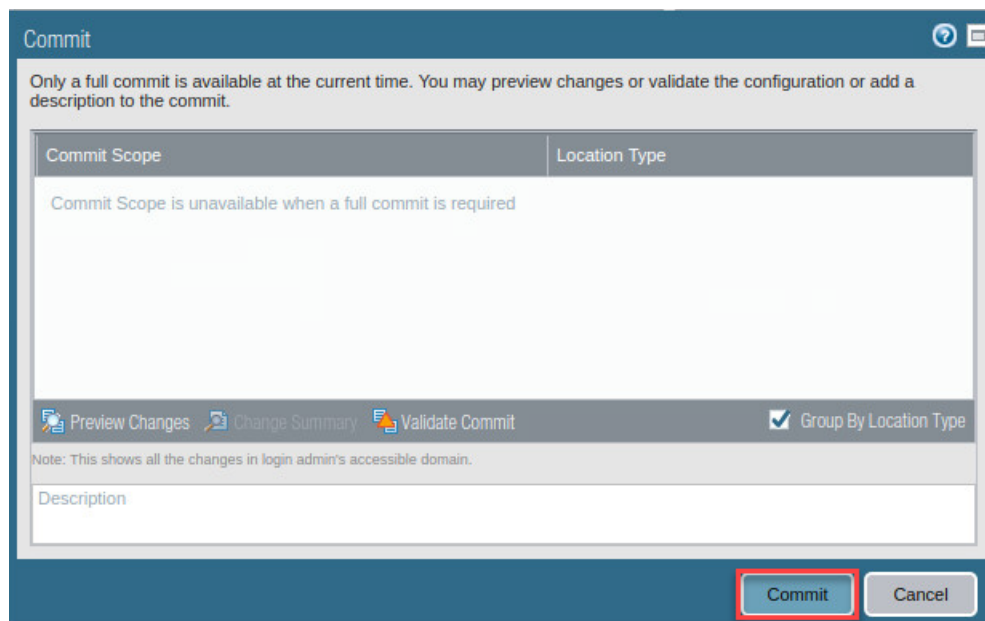 Commit
Only a full commit is available at the current time. You may preview changes or validate the configuration or add a
description to the commit.
Commit Scope
Location Type
Commit Scope is unavailable when a full commit is required
Preview Changes
Change Summary
Validate Commit
Group By Location Type
Note: This shows all the changes in login admin's accessible domain.
Description
Commit
Cancel